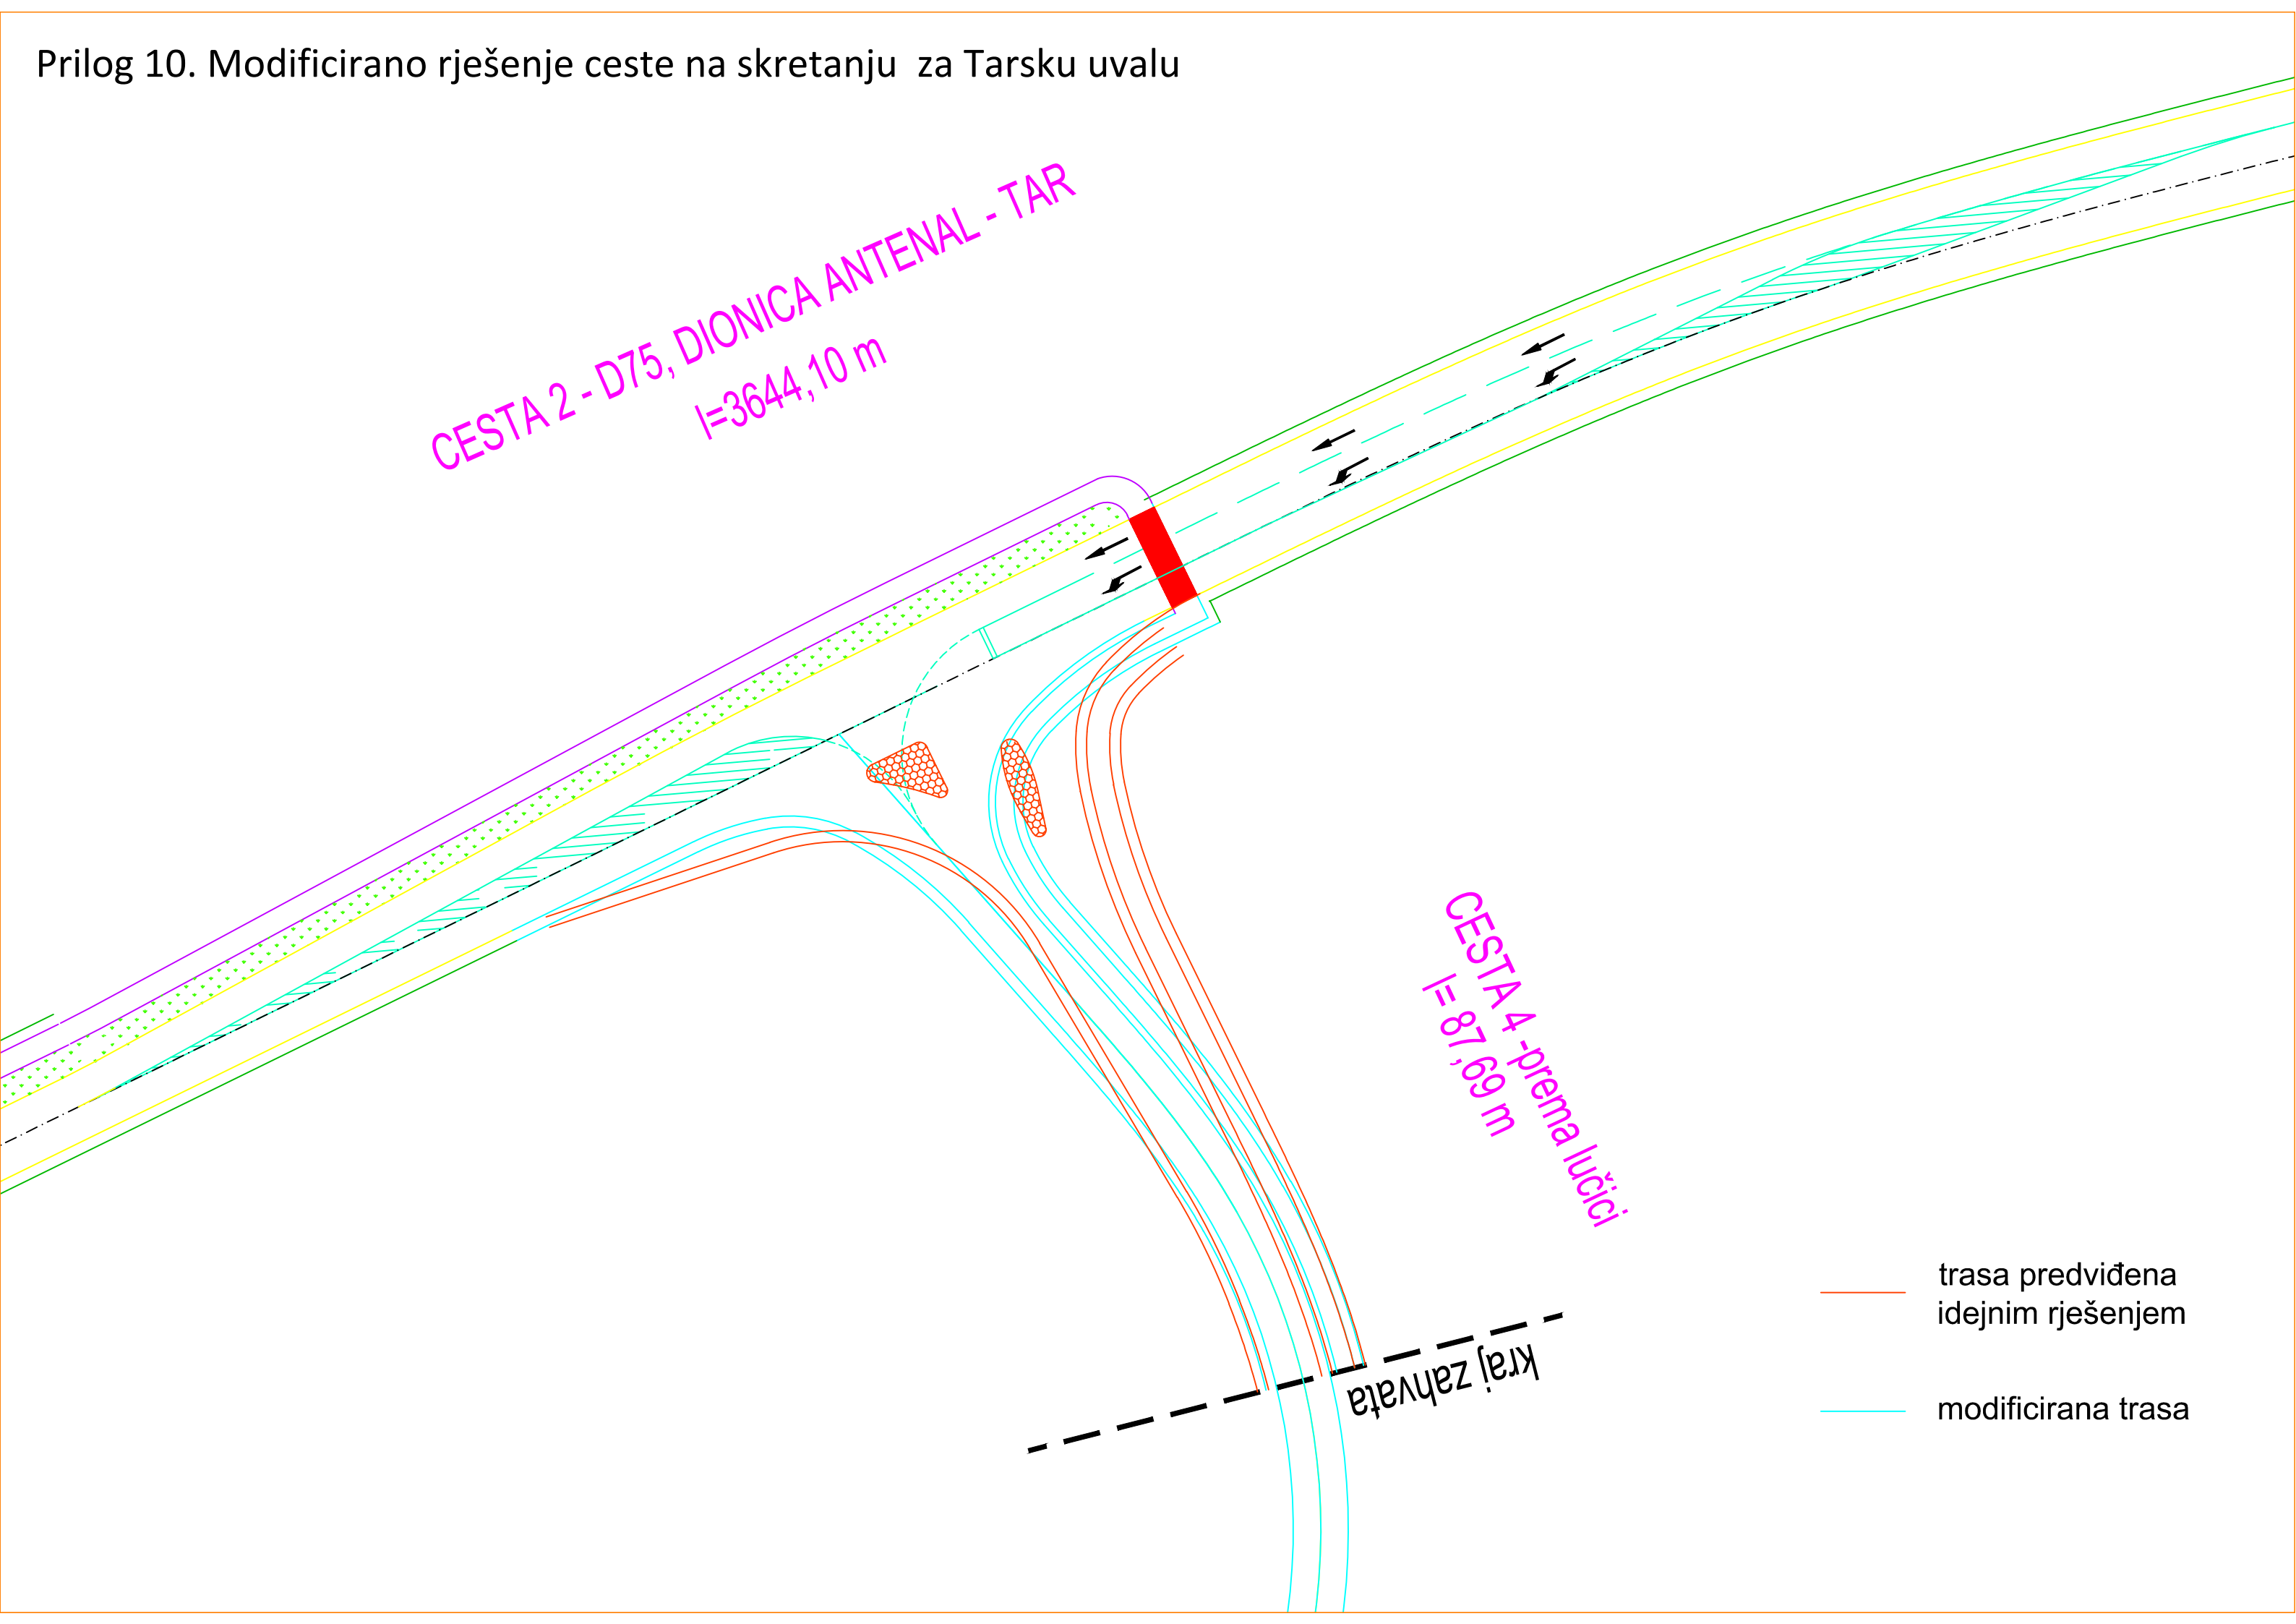 Prilog 10. Modificirano rješenje ceste na skretanju  za Tarsku uvalu
CESTA 2 - D75, DIONICA ANTENAL - TAR
l=3644,10 m
CESTA 4 -prema lučici
l= 87,69 m
trasa predviđena
idejnim rješenjem
kraj zahvata
modificirana trasa